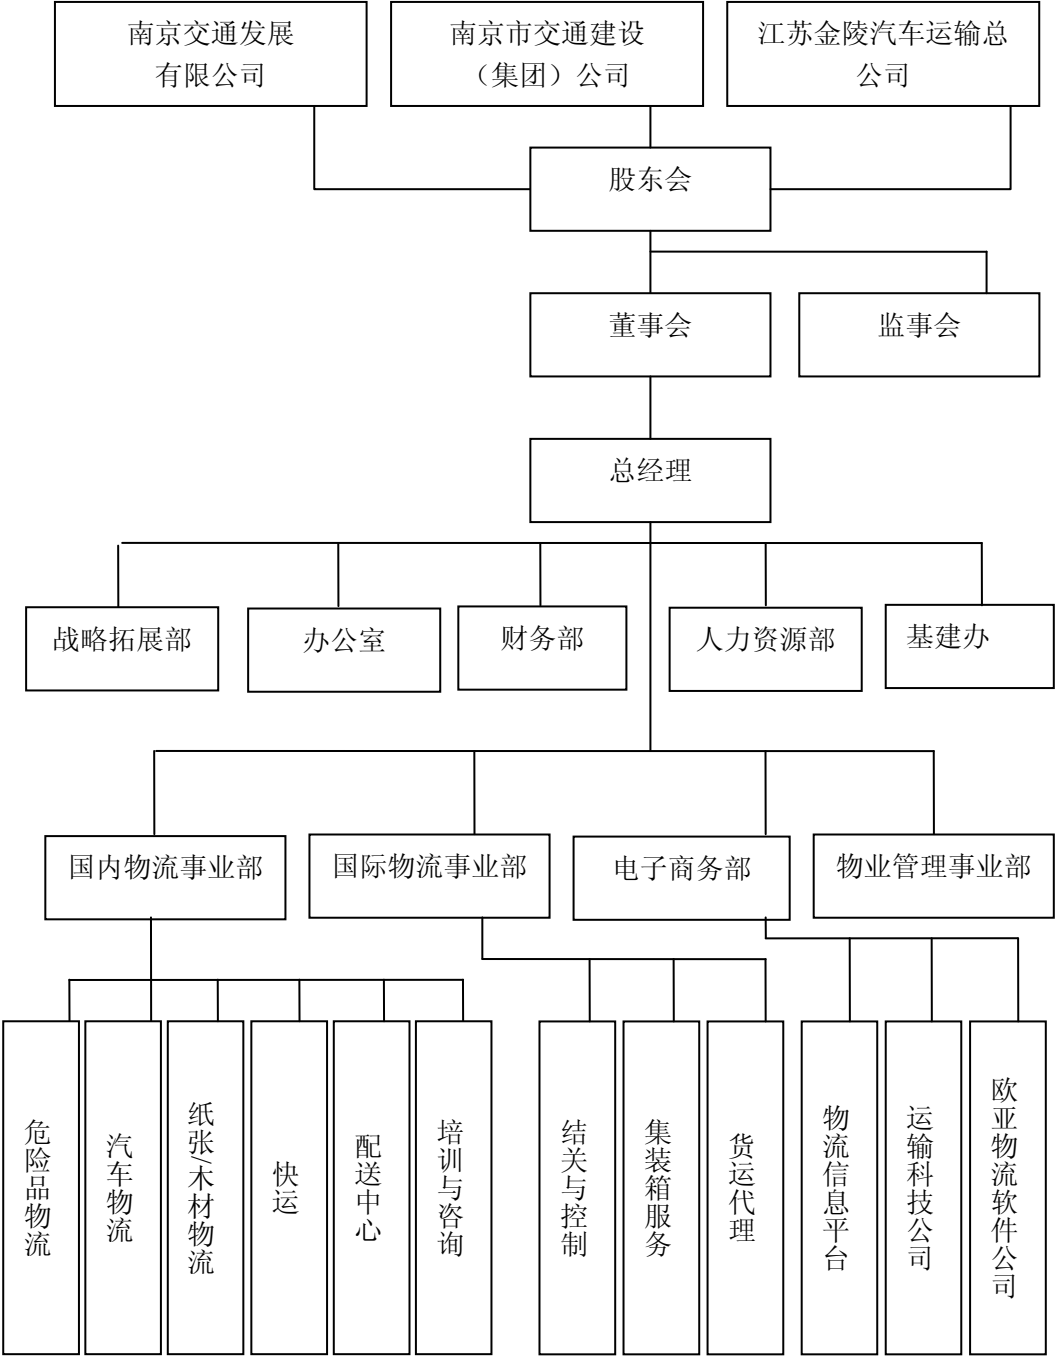 南京交通发展
有限公司
南京市交通建设
（集团）公司
江苏金陵汽车运输总
公司
股东会
董事会
监事会
总经理
战略拓展部
办公室
财务部
人力资源部
基建办
国内物流事业部
国际物流事业部
电子商务部
物业管理事业部
危险品物流
汽车物流
纸张/木材物流
快运
配送中心
培训与咨询
结关与控制
集装箱服务
货运代理
物流信息平台
运输科技公司
欧亚物流软件公司